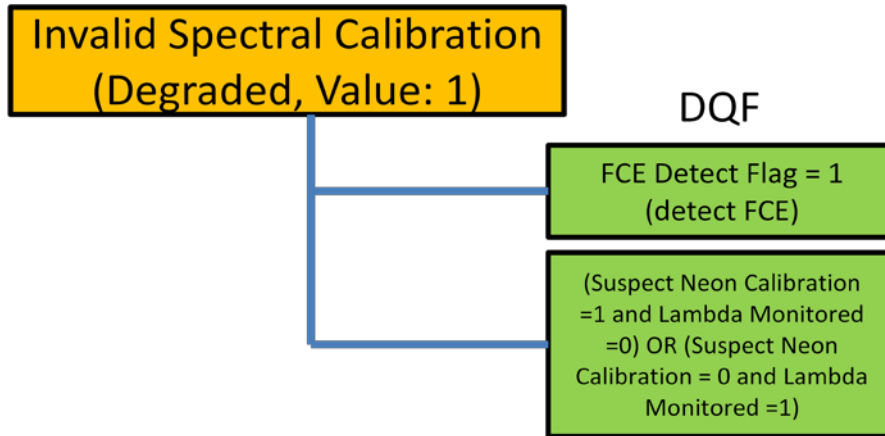 Invalid Spectral Calibration
(Degraded, Value: 1)
DQF
FCE Detect Flag = 1
(detect FCE)
(Suspect Neon Calibration
=1 and Lambda Monitored
=0) OR (Suspect Neon
Calibration = 0 and Lambda
Monitored =1)